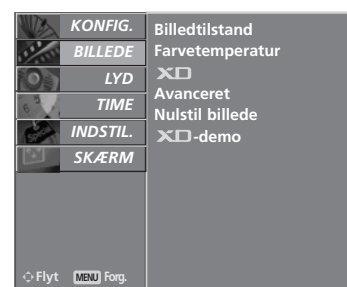 KONFIG.
BILLEDE
LYD
TIME
INDSTIL.
SKÆRM
Flyt MENU Forg.
Billedtilstand
Farvetemperatur
XD
Avanceret
Nulstil billede
XD-demo